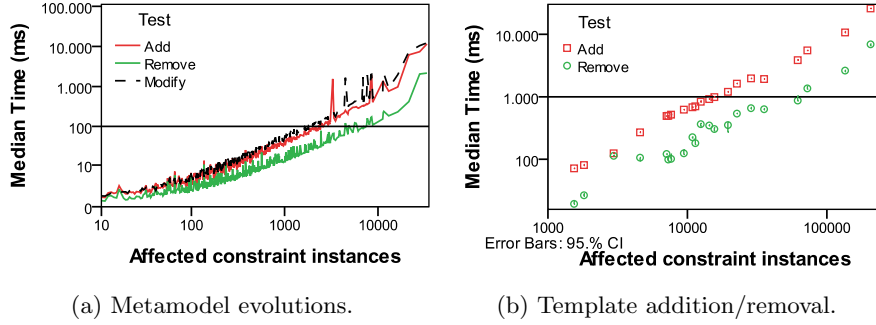 Test
Add
Remove
Modify
Median Time (ms)
100.000
10.000
1.000
100
10
0
10
100
1000
10000
Affected constraint instances
(a) Metamodel evolutions.
Test
Add
Remove
Median Time (ms)
10.000
1.000
100
1000
10000
100000
Error Bars: 95.% CI
Affected constraint instances
(b) Template addition/removal.